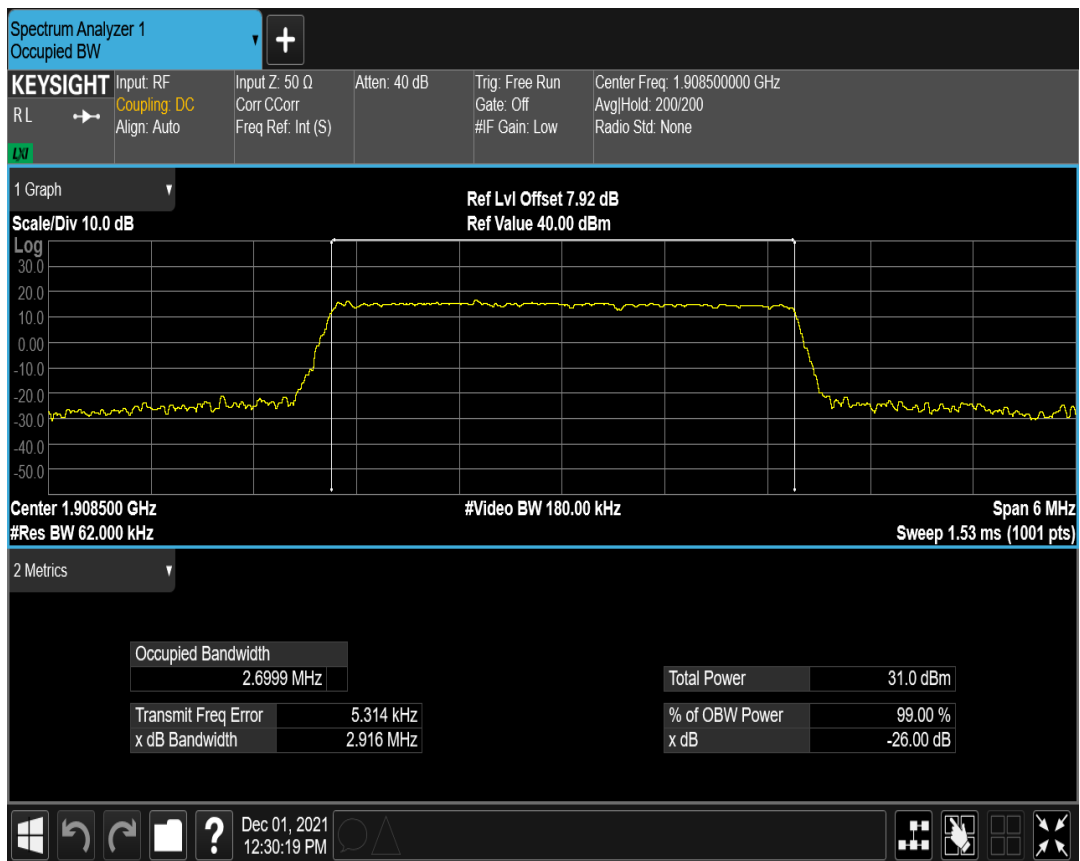 Spectrum Analyzer 1
Occupied BW
+
KEYSIGHT
RL
LXI
Input: RF
Coupling: DC
Align: Auto
Input Z: 50 Ω
Corr CCorr
Freq Ref: Int (S)
Atten: 40 dB
Trig: Free Run
Gate: Off
#IF Gain: Low
Center Freq: 1.908500000 GHz
Avg|Hold: 200/200
Radio Std: None
1 Graph
Ref Lvl Offset 7.92 dB
Scale/Div 10.0 dB
Ref Value 40.00 dBm
Log
30.0
20.0
10.0
0.00
-10.0
-20.0
-30.0
-40.0
-50.0
Center 1.908500 GHz
#Video BW 180.00 kHz
Span 6 MHz
#Res BW 62.000 kHz
Sweep 1.53 ms (1001 pts)
2 Metrics
Occupied Bandwidth
2.6999 MHz
Total Power 31.0 dBm
Transmit Freq Error 5.314 kHz
% of OBW Power 99.00 %
x dB Bandwidth 2.916 MHz
x dB -26.00 dB
?
Dec 01, 2021
12:30:19 PM